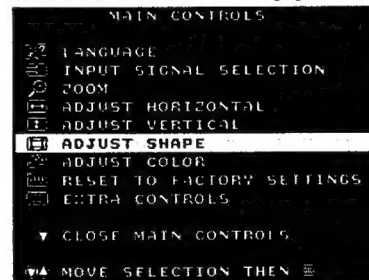 MAIN CONTROLS
LANGUAGE
INPUT SIGNAL SELECTION
ZOOM
ADJUST HORIZONTAL
ADJUST VERTICAL
ADJUST SHAPE
ADJUST COLOR
RESET TO FACTORY SETTINGS
EXTRA CONTROLS
CLOSE MAIN CONTROLS
MOVE SELECTION THEN